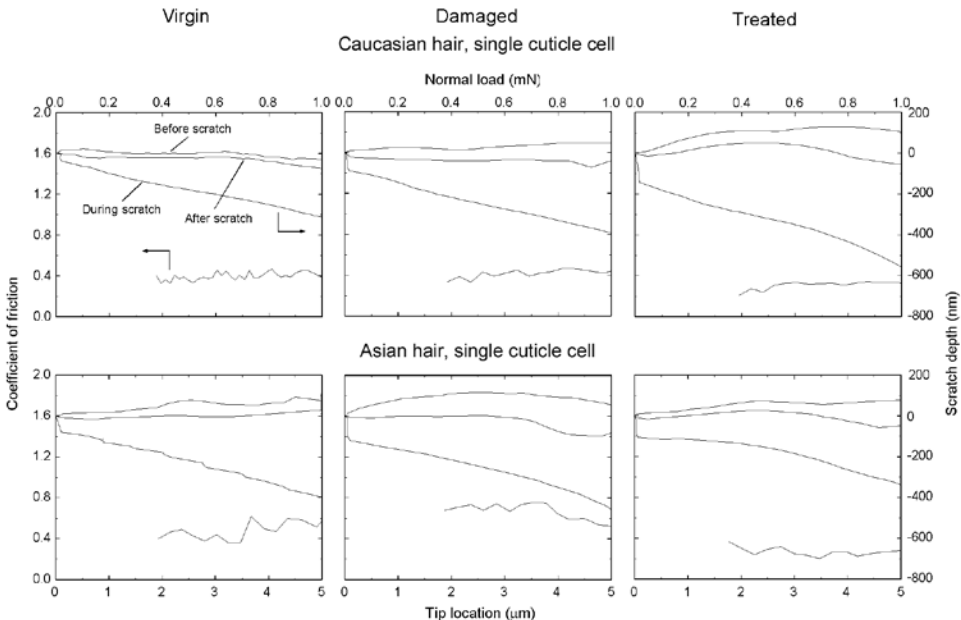 Virgin Damaged Treated
Caucasian hair, single cuticle cell
Normal load (mN)
0.0 0.2 0.4 0.6 0.8 1.0 0.0 0.2 0.4 0.6 0.8 1.0 0.0 0.2 0.4 0.6 0.8 1.0
2.0 200
Before scratch
1.6 0
During scratch After scratch
1.2 -200
0.8 -400
0.4 -600
0.0 -800
Coefficient of friction
Scratch depth (nm)
Asian hair, single cuticle cell
2.0 200
1.6 0
1.2 -200
0.8 -400
0.4 -600
0.0 -800
0 1 2 3 4 5 0 1 2 3 4 5 0 1 2 3 4 5
Tip location (μm)